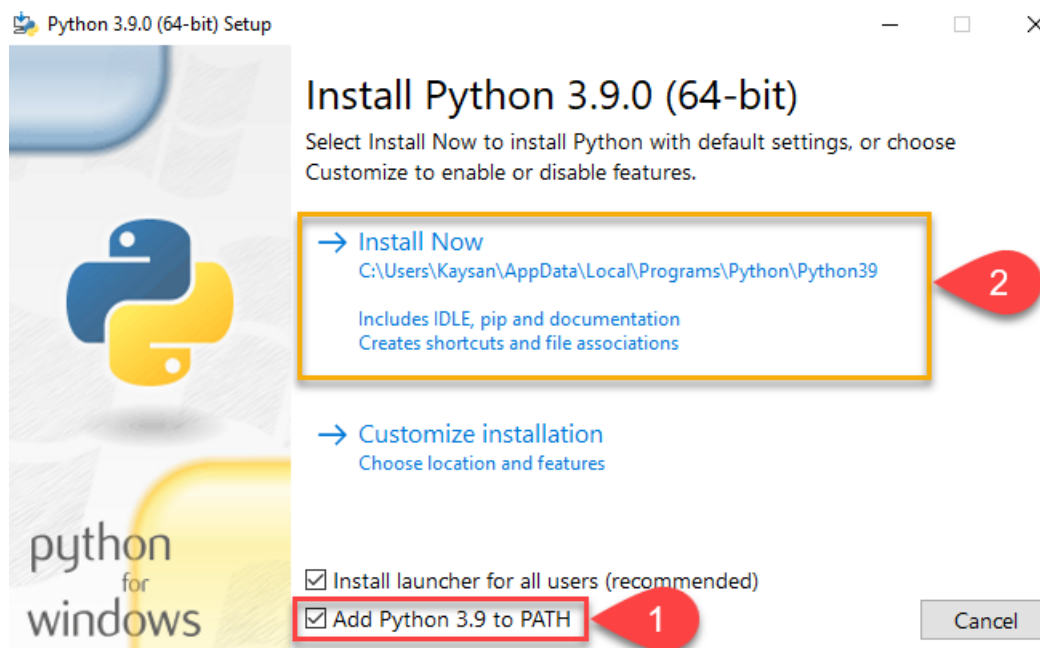 Python 3.9.0 (64-bit) Setup
Install Python 3.9.0 (64-bit)
Select Install Now to install Python with default settings, or choose
Customize to enable or disable features.
Install Now
C:\Users\Kaysan\AppData\Local\Programs\Python\Python39
Includes IDLE, pip and documentation
Creates shortcuts and file associations
2
Customize installation
Choose location and features
python
for
windows
Install launcher for all users (recommended)
Add Python 3.9 to PATH
1
Cancel